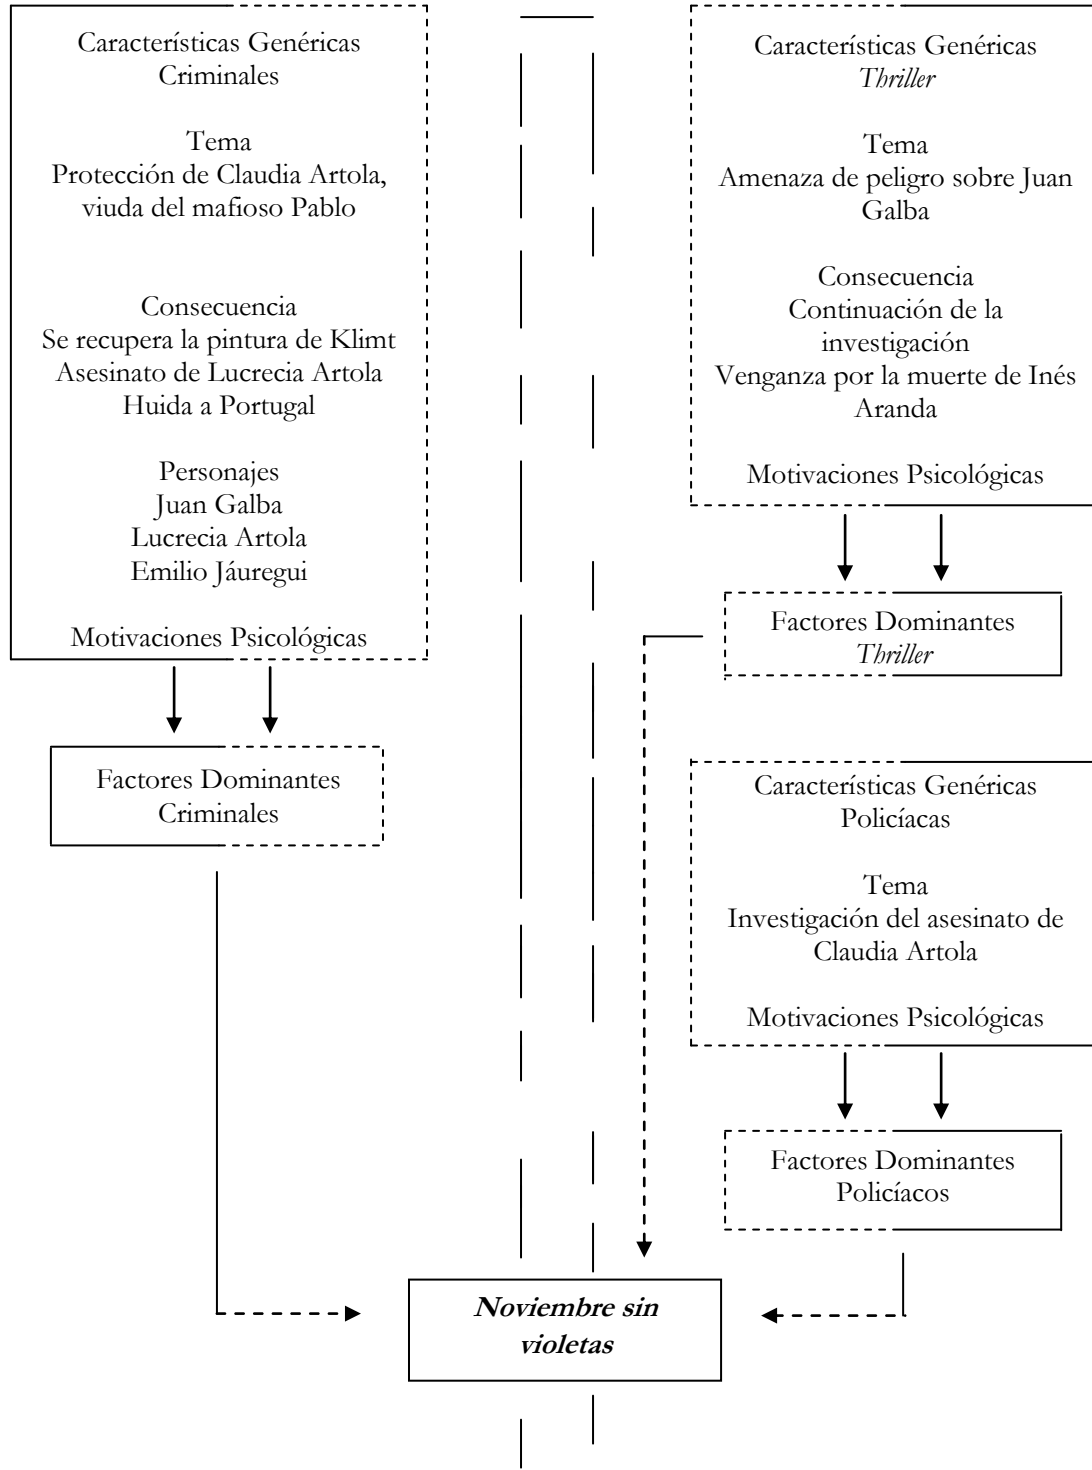 Características Genéricas
Criminales
Tema
Protección de Claudia Artola,
viuda del mafioso Pablo
Consecuencia
Se recupera la pintura de Klimt
Asesinato de Lucrecia Artola
Huida a Portugal
Personajes
Juan Galba
Lucrecia Artola
Emilio Jáuregui
Motivaciones Psicológicas
Factores Dominantes
Criminales
Características Genéricas
Thriller
Tema
Amenaza de peligro sobre Juan
Galba
Consecuencia
Continuación de la
investigación
Venganza por la muerte de Inés
Aranda
Motivaciones Psicológicas
Factores Dominantes
Thriller
Características Genéricas
Policíacas
Tema
Investigación del asesinato de
Claudia Artola
Motivaciones Psicológicas
Factores Dominantes
Policíacos
Noviembre sin
violetas